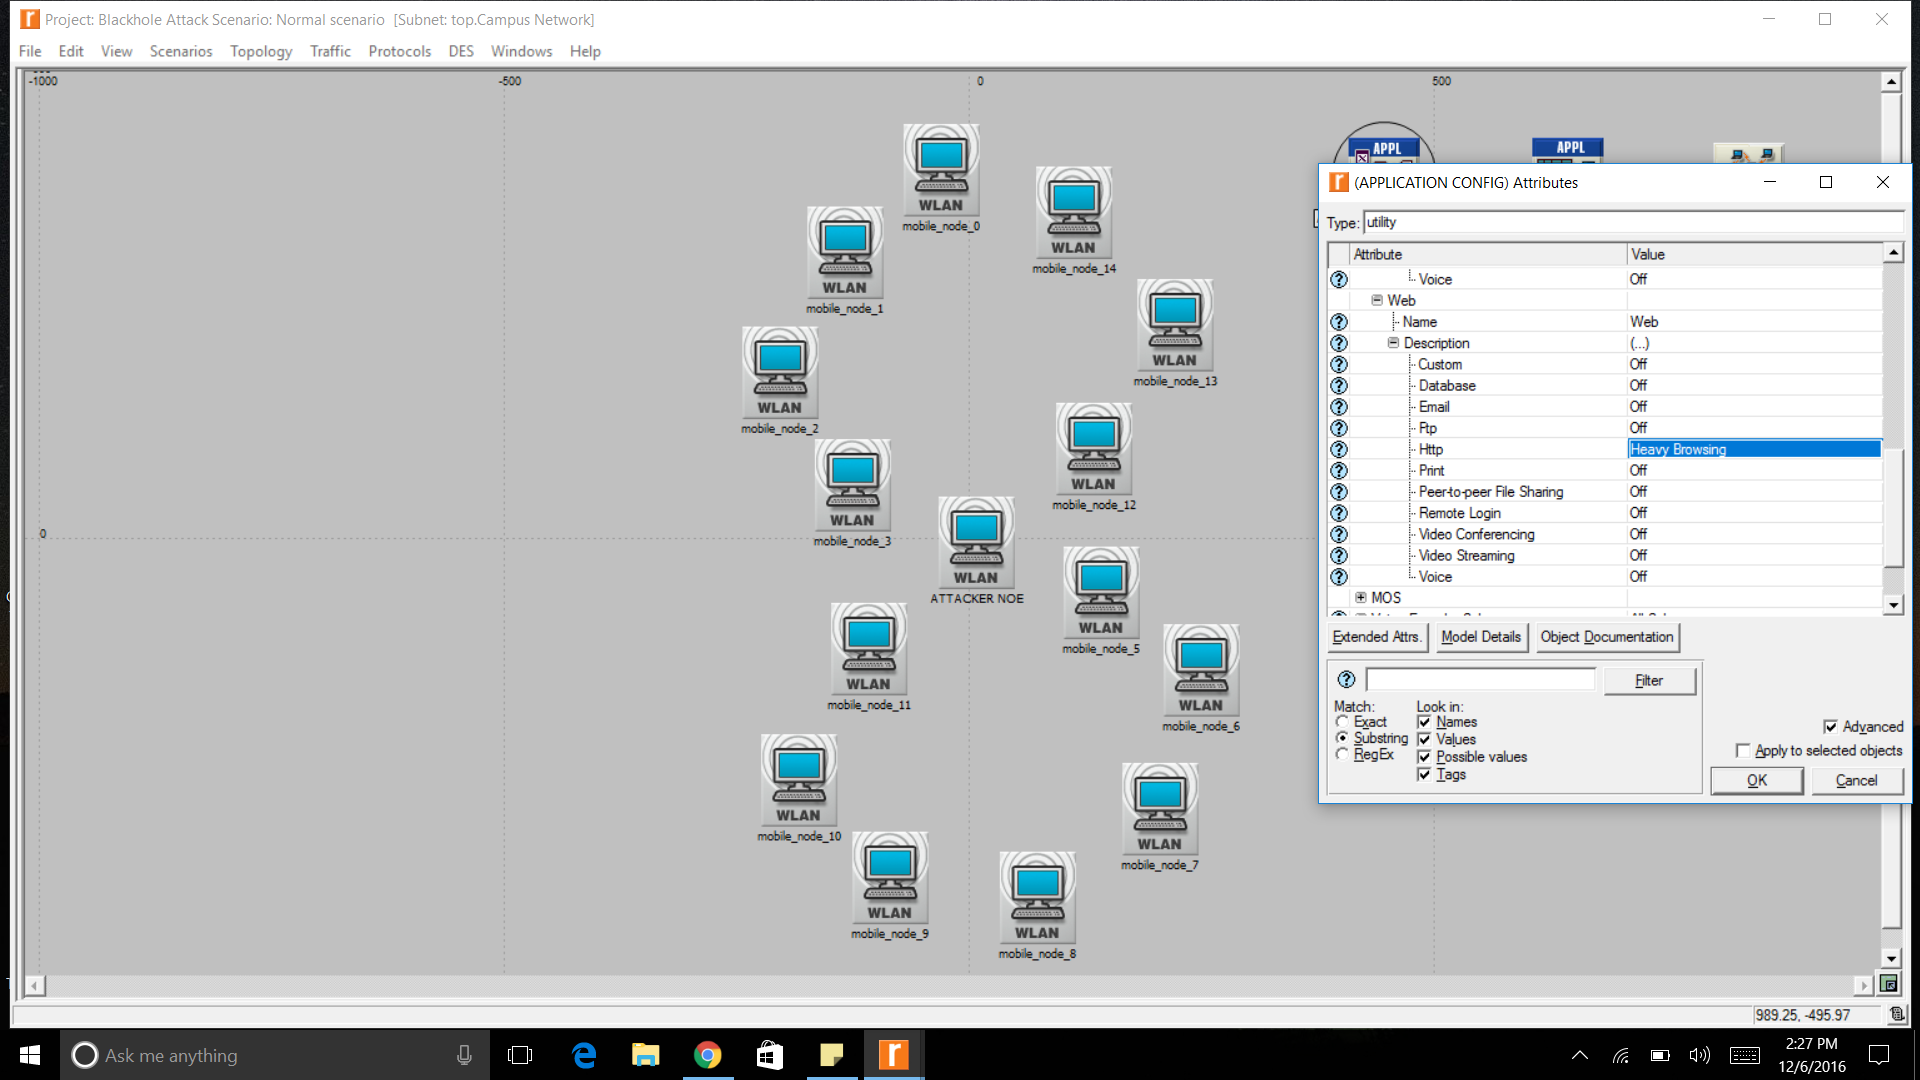 Project: Blackhole Attack Scenario: Normal scenario [Subnet: top.Campus Network]
File Edit View Scenarios Topology Traffic Protocols DES Windows Help
-1000 -500 0 500
0
APPL
APPL
WLAN
mobile_node_0
WLAN
mobile_node_14
WLAN
mobile_node_1
WLAN
mobile_node_13
WLAN
mobile_node_2
WLAN
mobile_node_12
WLAN
mobile_node_3
WLAN
ATTACKER NOE
WLAN
mobile_node_5
WLAN
mobile_node_11
WLAN
mobile_node_6
WLAN
mobile_node_10
WLAN
mobile_node_7
WLAN
mobile_node_9
WLAN
mobile_node_8
(APPLICATION CONFIG) Attributes
Type: utility
Attribute Value
Voice Off
Web
Name Web
Description (...)
Custom Off
Database Off
Email Off
Ftp Off
Http Heavy Browsing
Print Off
Peer-to-peer File Sharing Off
Remote Login Off
Video Conferencing Off
Video Streaming Off
Voice Off
MOS
Extended Attrs. Model Details Object Documentation
Filter
Match: Look in:
Exact Names
Substring Values
RegEx Possible values
Tags
Advanced
Apply to selected objects
OK Cancel
989.25, -495.97
Ask me anything
2:27 PM
12/6/2016